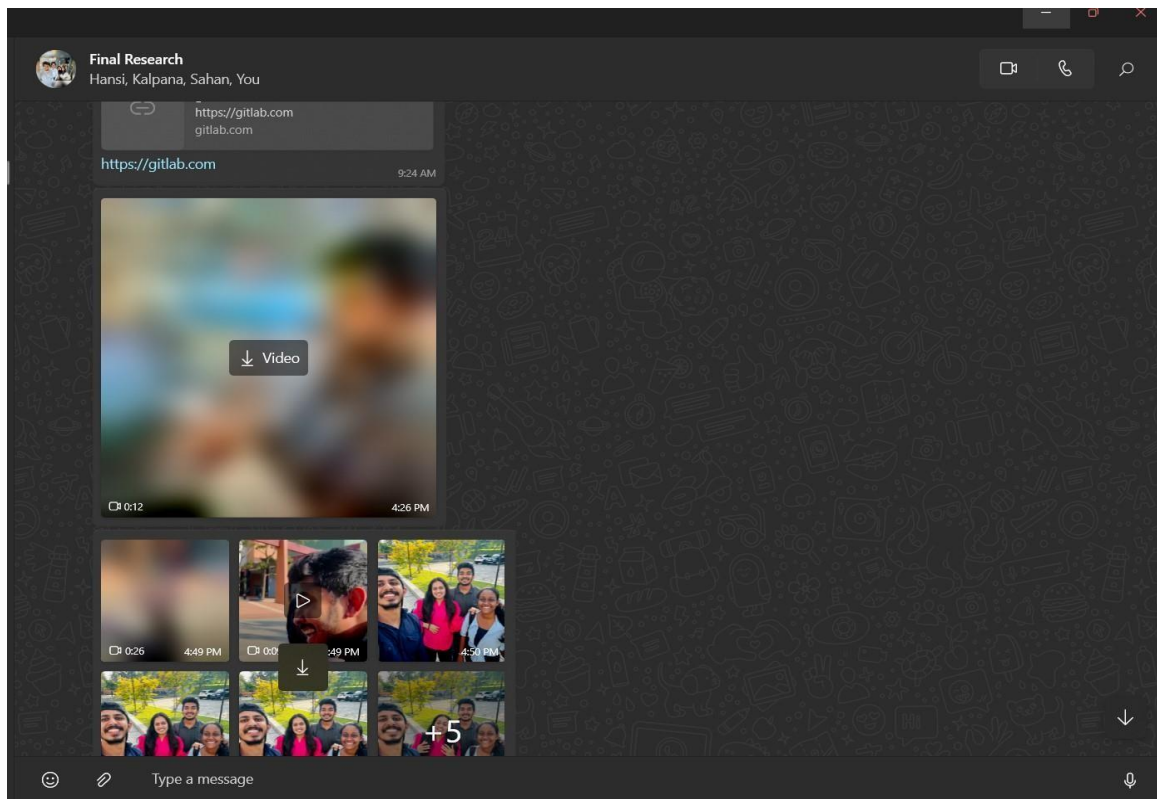 Final Research
Hansi, Kalpana, Sahan, You
https://gitlab.com
gitlab.com
https://gitlab.com
9:24 AM
Video
0:12
4:26 PM
0:26
4:49 PM
4:50 PM
+5
Type a message